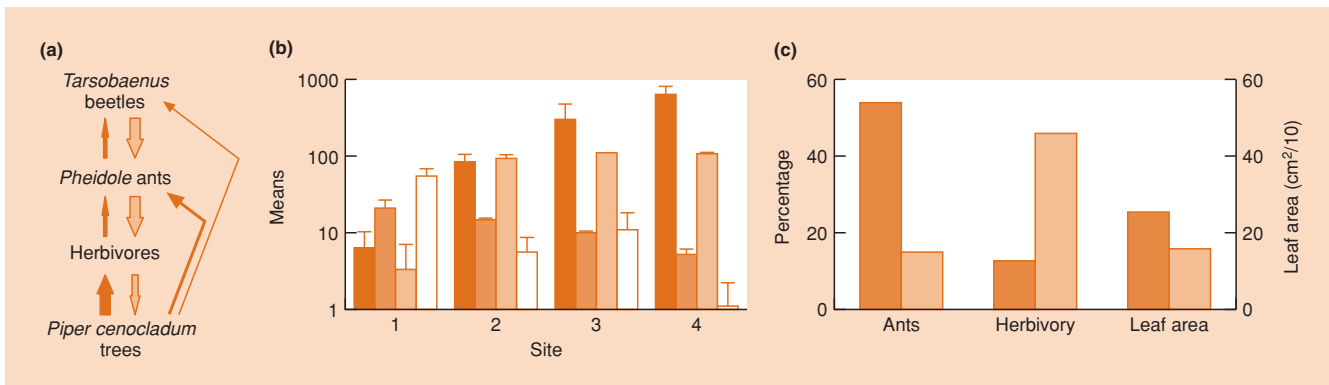 (a)
Tarsobaenus
beetles
Pheidole ants
Herbivores
Piper cenocladum
trees
(b)
1000
100
10
1
Means
1 2 3 4
Site
(c)
60
40
20
0
Percentage
Ants Herbivory Leaf area
60
40
20
0
Leaf area (cm²/10)